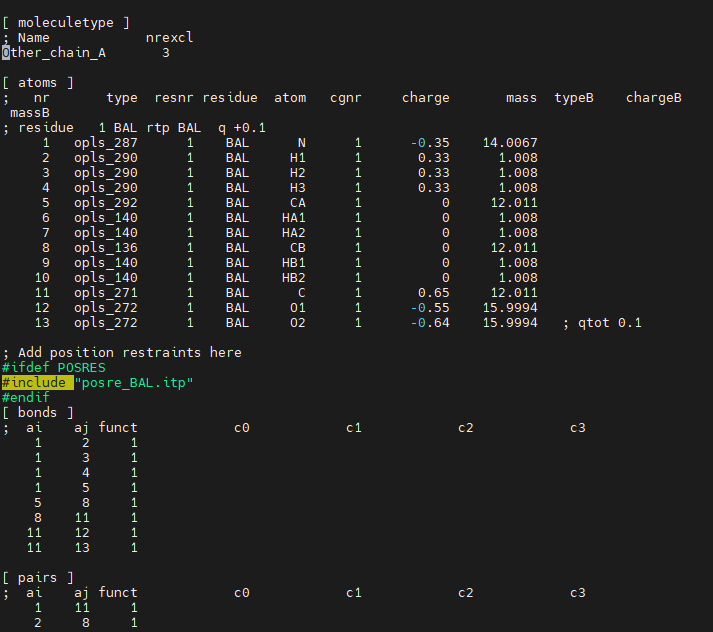 [ moleculetype ]
; Name            nrexcl
Other_chain_A       3
[ atoms ]
;   nr       type  resnr residue  atom   cgnr     charge       mass  typeB    chargeB
 massB
; residue   1 BAL rtp BAL  q +0.1
     1   opls_287      1    BAL      N      1      -0.35    14.0067
     2   opls_290      1    BAL     H1      1       0.33      1.008
     3   opls_290      1    BAL     H2      1       0.33      1.008
     4   opls_290      1    BAL     H3      1       0.33      1.008
     5   opls_292      1    BAL     CA      1          0     12.011
     6   opls_140      1    BAL    HA1      1          0      1.008
     7   opls_140      1    BAL    HA2      1          0      1.008
     8   opls_136      1    BAL     CB      1          0     12.011
     9   opls_140      1    BAL    HB1      1          0      1.008
    10   opls_140      1    BAL    HB2      1          0      1.008
    11   opls_271      1    BAL      C      1       0.65     12.011
    12   opls_272      1    BAL     O1      1      -0.55    15.9994
    13   opls_272      1    BAL     O2      1      -0.64    15.9994   ; qtot 0.1
; Add position restraints here
#ifdef POSRES
#include "posre_BAL.itp"
#endif
[ bonds ]
;  ai    aj funct            c0            c1            c2            c3
    1     2     1
    1     3     1
    1     4     1
    1     5     1
    5     8     1
    8    11     1
   11    12     1
   11    13     1
[ pairs ]
;  ai    aj funct            c0            c1            c2            c3
    1    11     1
    2     8     1